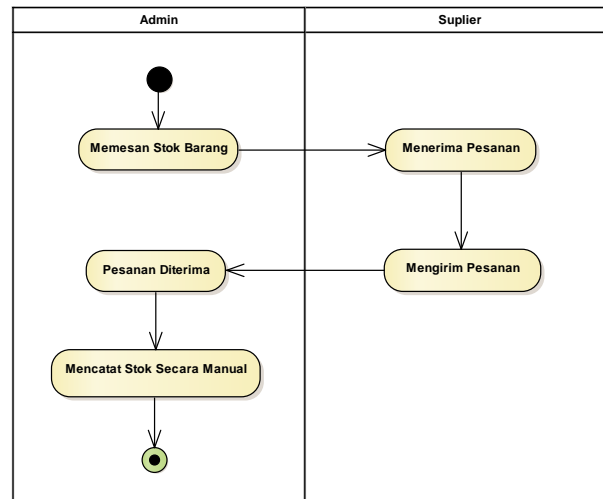 Admin
Suplier
Memesan Stok Barang
Menerima Pesanan
Pesanan Diterima
Mengirim Pesanan
Mencatat Stok Secara Manual